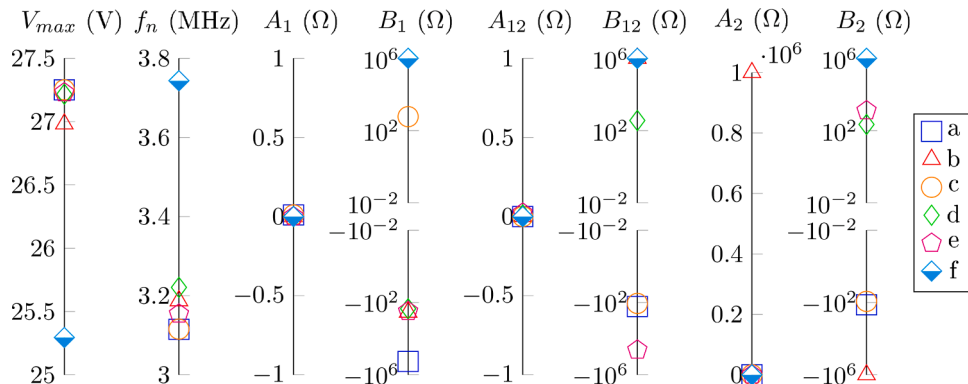 V_max (V) f_n (MHz) A_1 (Ω) B_1 (Ω) A_12 (Ω) B_12 (Ω) A_2 (Ω) B_2 (Ω)
27.5 3.8 1 10^6 1 10^6 1 ·10^6 10^6
27 3.6 0.5 10^2 0.5 10^2 0.8 10^2
26.5 3.4 0 10^−2 0 10^−2 0.6 10^−2
26 −10^−2 −10^−2 0.4 −10^−2
25.5 3.2 −0.5 −10^2 −0.5 −10^2 0.2 −10^2
25 3 −1 −10^6 −1 −10^6 0 −10^6
a
b
c
d
e
f